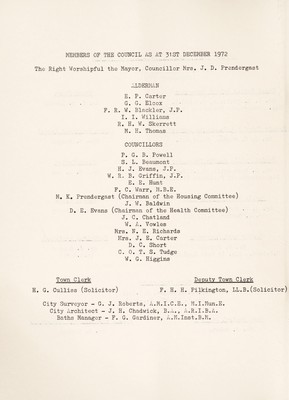 MEMBERS OF THE COUNCIL AS AT 31ST DECEMBER 1972
The Right Worshipful the Mayor, Councillor Mrs. J. D. Prendergast
ALDERMAN
E. F. Carter
G. G. Elcox
F. R. W. Blackler, J.P.
I. I. Williams
R. H. W. Skerrett
M. H. Thomas
COUNCILLORS
P. G. B. Powell
S. L. Beaumont
H. J. Evans, J.P.
W. R. B. Griffin, J.P.
E. E. Hunt
F. C. Warr, M.B.E.
M. K. Prendergast (Chairman of the Housing Committee)
J. W. Baldwin
D. E. Evans (Chairman of the Health Committee)
J. C. Chatland
W. A. Vowles
Mrs. N. E. Richards
Mrs. J. E. Carter
D. C. Short
C. O. T. S. Tudge
W. G. Higgins
Town Clerk
Deputy Town Clerk
H. G. Culliss (Solicitor)
F. H. H. Pilkington, LL.B.(Solicitor)
City Surveyor - G. J. Roberts, A.M.I.C.E., M.I.Mun.E.
City Architect - J. H. Chadwick, B.A., A.R.I.B.A.
Baths Manager - F. G. Gardiner, A.M.Inst.B.M.